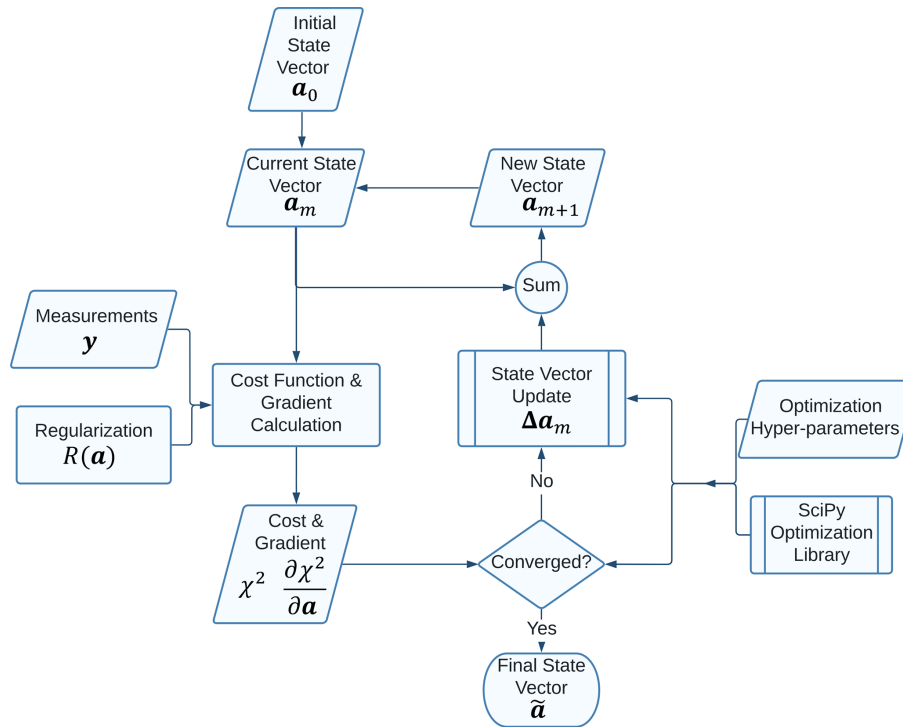 Initial
State
Vector
𝒂₀
Current State
Vector
𝒂ₘ
New State
Vector
𝒂ₘ₊₁
Sum
Measurements
𝒚
Regularization
R(𝒂)
Cost Function &
Gradient
Calculation
State Vector
Update
𝚫𝒂ₘ
Optimization
Hyper-parameters
SciPy
Optimization
Library
No
Cost &
Gradient
χ² ∂χ²/∂𝒂
Converged?
Yes
Final State
Vector
𝒂̃